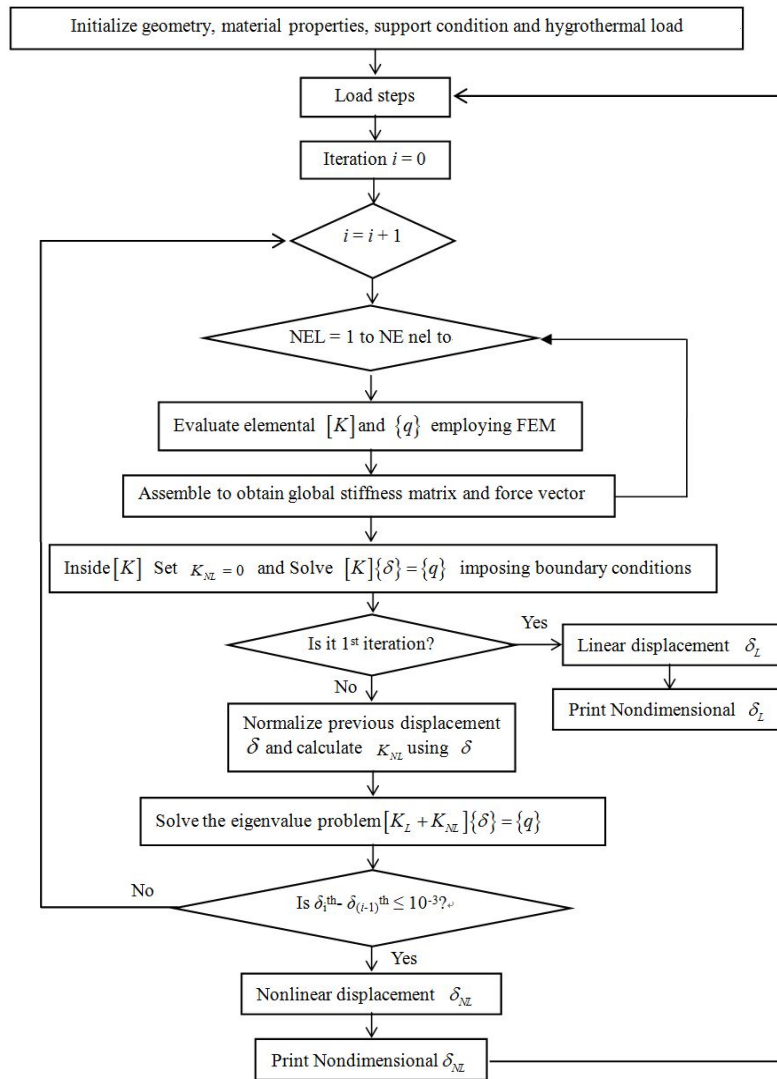 Initialize geometry, material properties, support condition and hygrothermal load
Load steps
Iteration i = 0
i = i + 1
NEL = 1 to NE nel to
Evaluate elemental [K] and {q} employing FEM
Assemble to obtain global stiffness matrix and force vector
Inside [K] Set K_NL = 0 and Solve [K]{δ} = {q} imposing boundary conditions
Is it 1st iteration?
Yes
Linear displacement δ_L
Print Nondimensional δ_L
No
Normalize previous displacement
δ and calculate K_NL using δ
Solve the eigenvalue problem [K_L + K_NL]{δ} = {q}
No
Is δ_i^th - δ_(i-1)^th ≤ 10^-3?↵
Yes
Nonlinear displacement δ_NL
Print Nondimensional δ_NL